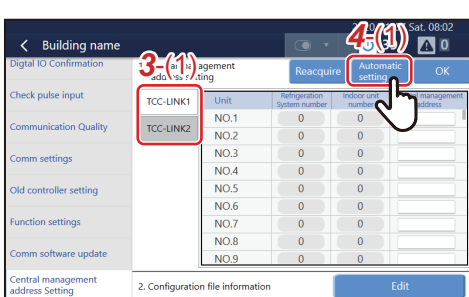 Sat. 08:02
Building name
0
Digtal IO Confirmation
Check pulse input
Communication Quality
Comm settings
Old controller setting
Function settings
Comm software update
Central management
address Setting
3-(1)
4-(1)
Reacquire
Automatic
setting
OK
TCC-LINK1
TCC-LINK2
Unit
Refrigeration
System number
Indoor unit
number
management
address
NO.1 0 0
NO.2 0 0
NO.3 0 0
NO.4 0 0
NO.5 0 0
NO.6 0 0
NO.7 0 0
NO.8 0 0
NO.9 0 0
2. Configuration file information
Edit